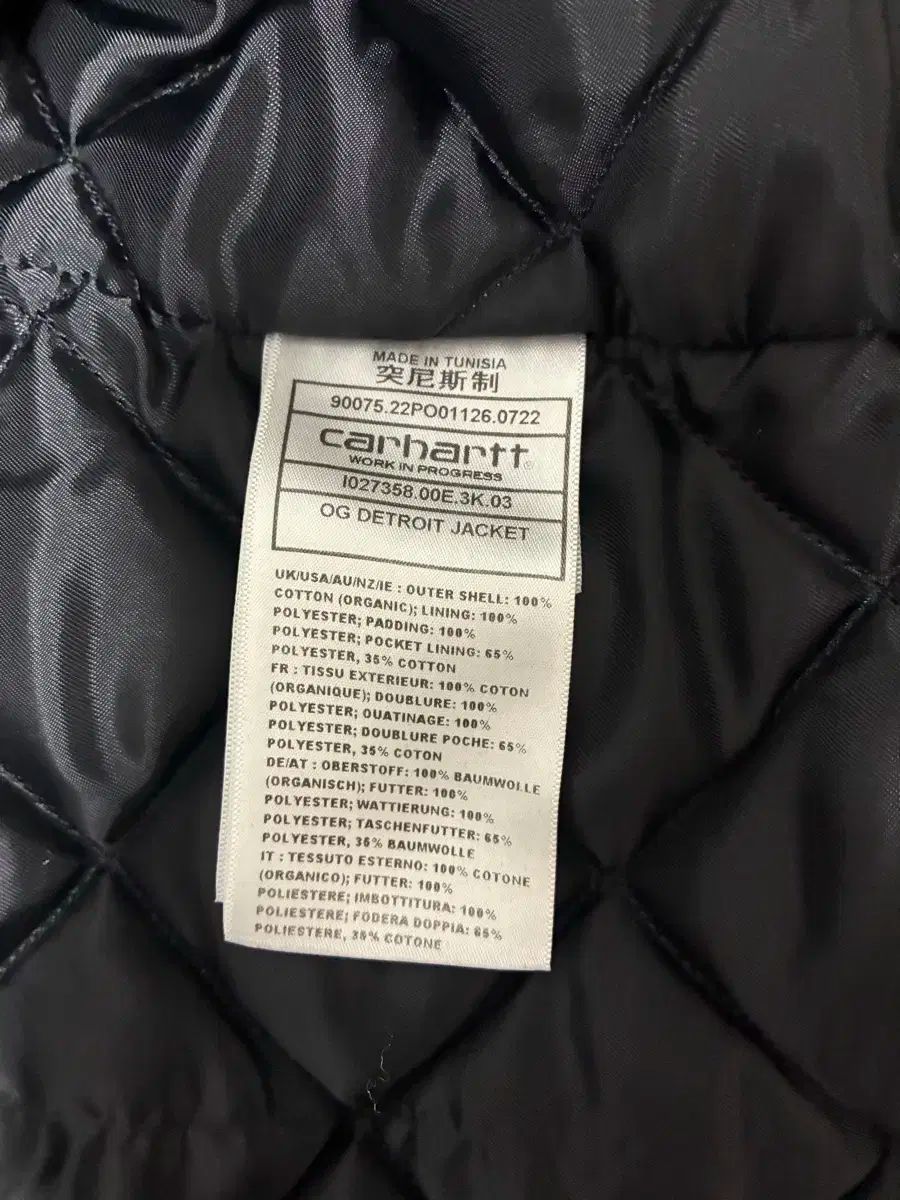 MADE IN TUNISIA
突尼斯制
90075.22PO01126.0722
carhartt®
WORK IN PROGRESS
I027358.00E.3K.03
OG DETROIT JACKET
UK/USA/AU/NZ/IE : OUTER SHELL: 100%
COTTON (ORGANIC); LINING: 100%
POLYESTER; PADDING: 100%
POLYESTER; POCKET LINING: 65%
POLYESTER, 35% COTTON
FR : TISSU EXTERIEUR: 100% COTON
(ORGANIQUE); DOUBLURE: 100%
POLYESTER; OUATINAGE: 100%
POLYESTER; DOUBLURE POCHE: 65%
POLYESTER, 35% COTON
DE/AT : OBERSTOFF: 100% BAUMWOLLE
(ORGANISCH); FUTTER: 100%
POLYESTER; WATTIERUNG: 100%
POLYESTER; TASCHENFUTTER: 65%
POLYESTER, 35% BAUMWOLLE
IT : TESSUTO ESTERNO: 100% COTONE
(ORGANICO); FUTTER: 100%
POLIESTERE; IMBOTTITURA: 100%
POLIESTERE; FODERA DOPPIA: 65%
POLIESTERE, 35% COTONE